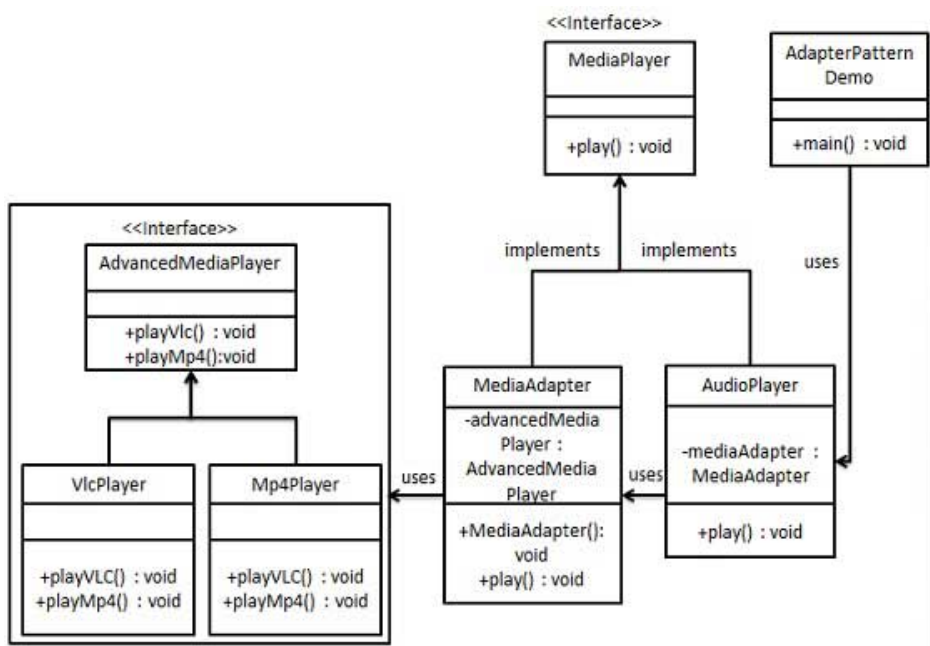 <<Interface>>
MediaPlayer
+play() : void
AdapterPattern
Demo
+main() : void
implements
implements
uses
<<Interface>>
AdvancedMediaPlayer
+playVlc() : void
+playMp4():void
VlcPlayer
+playVLC() : void
+playMp4() : void
Mp4Player
+playVLC() : void
+playMp4() : void
uses
MediaAdapter
-advancedMedia
Player :
AdvancedMedia
Player
+MediaAdapter():
void
+play() : void
uses
AudioPlayer
-mediaAdapter :
MediaAdapter
+play() : void